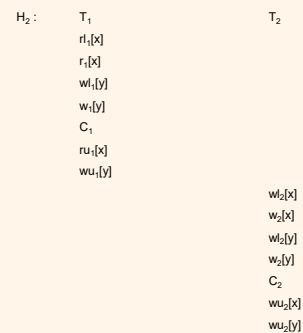 H₂ : T₁ T₂
rl₁[x]
r₁[x]
wl₁[y]
w₁[y]
C₁
ru₁[x]
wu₁[y]
wl₂[x]
w₂[x]
wl₂[y]
w₂[y]
C₂
wu₂[x]
wu₂[y]